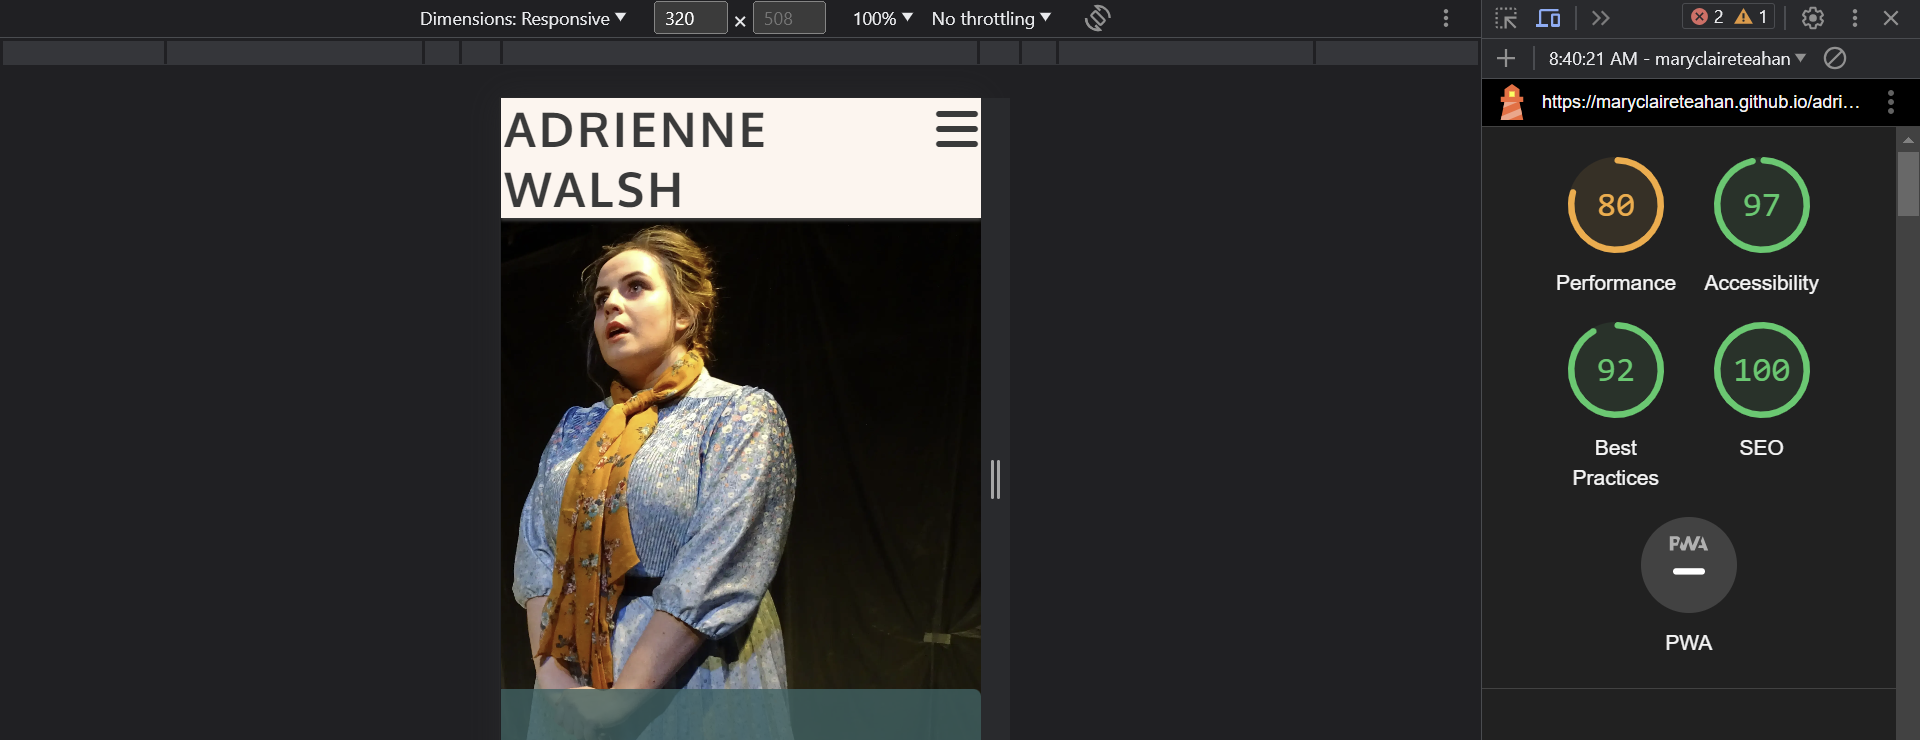 Dimensions: Responsive ▼ 320 × 508 100% ▼ No throttling ▼
2 1
8:40:21 AM - maryclaireteahan ▼
https://maryclaireteahan.github.io/adri…
ADRIENNE
WALSH
80 97
Performance Accessibility
92 100
Best
Practices
SEO
PWA
PWA